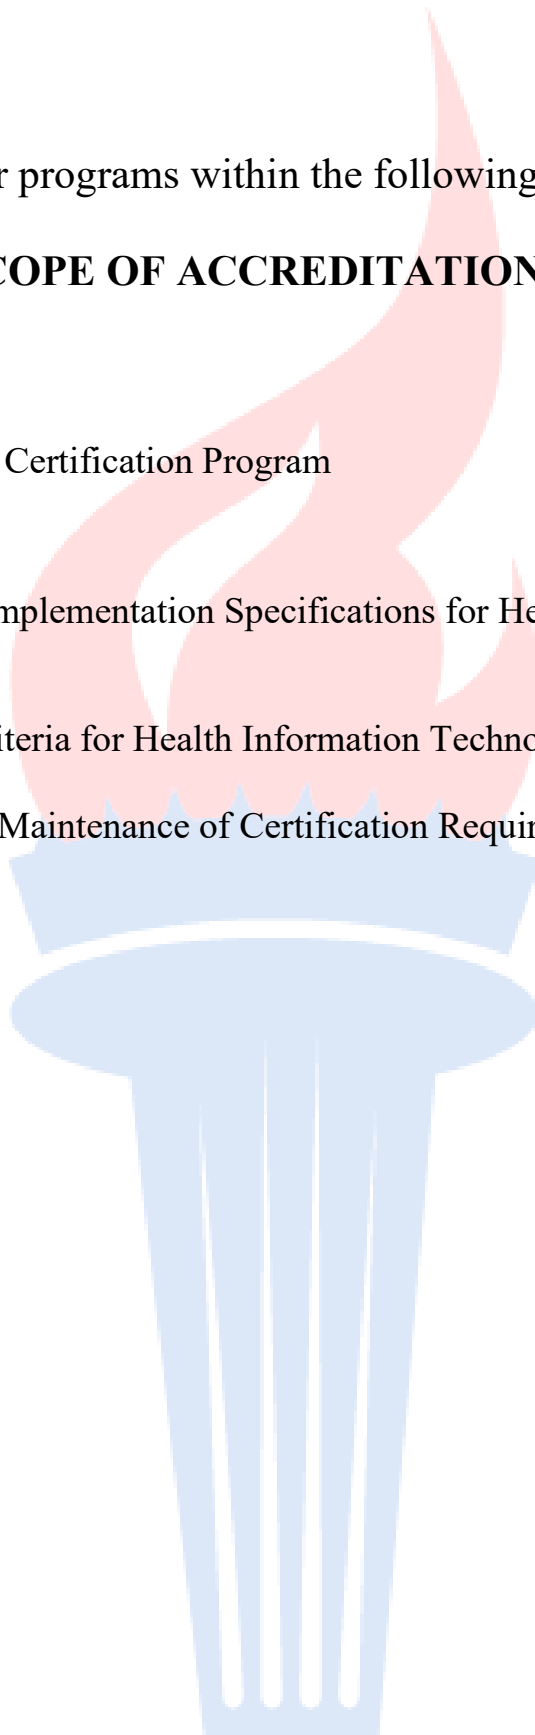 r programs within the following
COPE OF ACCREDITATION
Certification Program
mplementation Specifications for He
iteria for Health Information Techno
Maintenance of Certification Requir